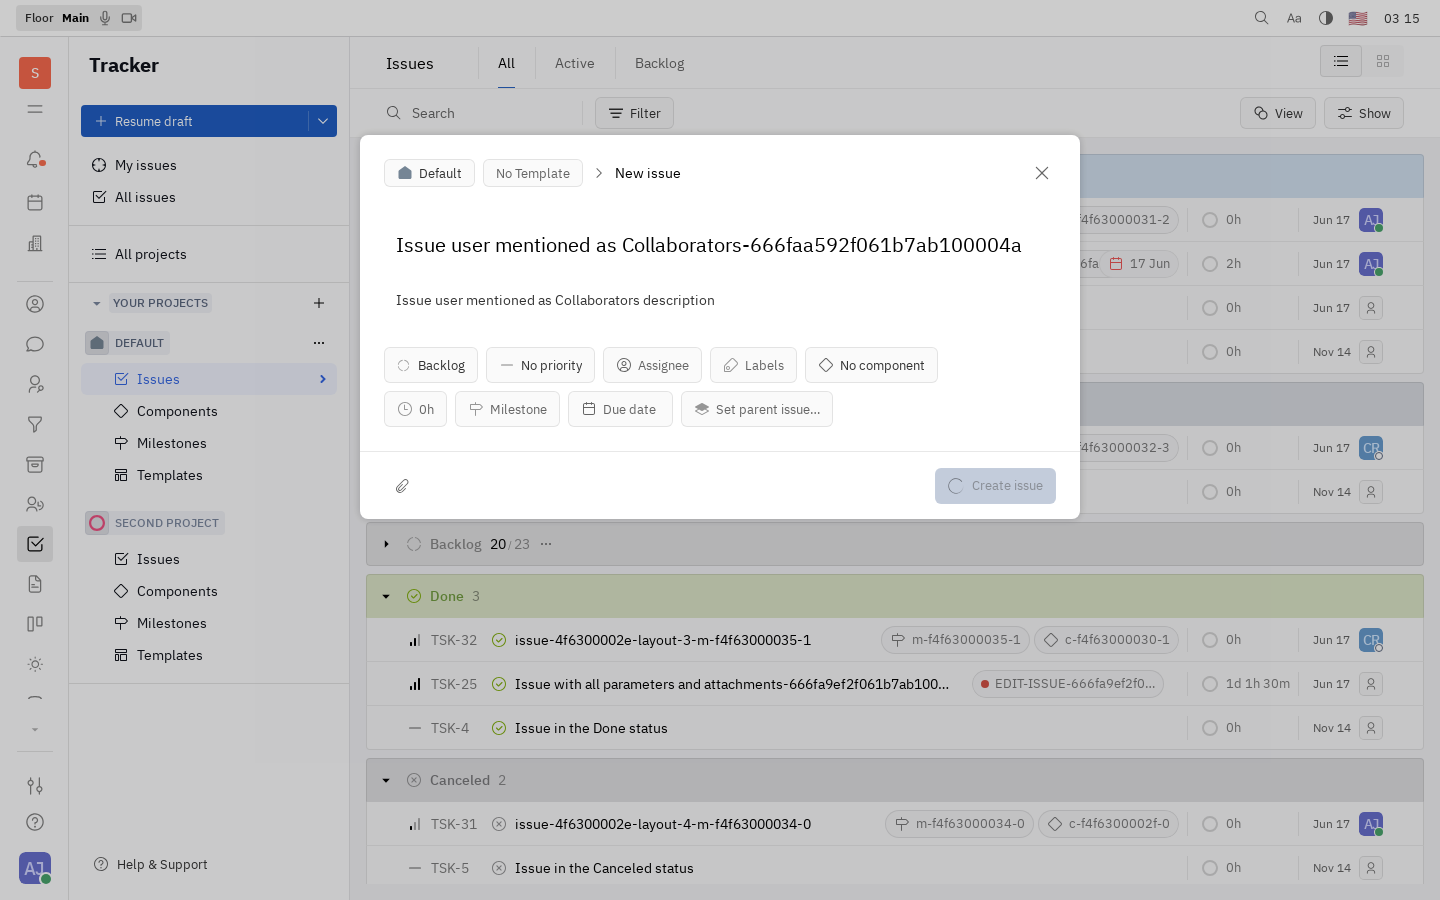 Floor Main
Aa
03 15
S
Tracker
Resume draft
My issues
All issues
All projects
YOUR PROJECTS
DEFAULT
Issues
Components
Milestones
Templates
SECOND PROJECT
Issues
Components
Milestones
Templates
Help & Support
AJ
Issues
All
Active
Backlog
Search
Filter
View
Show
Default
No Template
New issue
Issue user mentioned as Collaborators-666faa592f061b7ab100004a
Issue user mentioned as Collaborators description
Backlog
No priority
Assignee
Labels
No component
0h
Milestone
Due date
Set parent issue...
Create issue
f4f63000031-2 0h Jun 17 AJ
6fa 17 Jun 2h Jun 17 AJ
0h Jun 17
0h Nov 14
f4f63000032-3 0h Jun 17 CR
0h Nov 14
Backlog 20/23
Done 3
TSK-32 issue-4f6300002e-layout-3-m-f4f63000035-1 m-f4f63000035-1 c-f4f63000030-1 0h Jun 17 CR
TSK-25 Issue with all parameters and attachments-666fa9ef2f061b7ab100... EDIT-ISSUE-666fa9ef2f0... 1d 1h 30m Jun 17
TSK-4 Issue in the Done status 0h Nov 14
Canceled 2
TSK-31 issue-4f6300002e-layout-4-m-f4f63000034-0 m-f4f63000034-0 c-f4f6300002f-0 0h Jun 17 AJ
TSK-5 Issue in the Canceled status 0h Nov 14